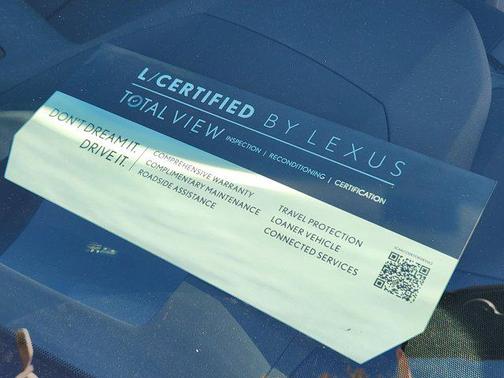 L/CERTIFIED BY LEXUS
TOTAL VIEW INSPECTION | RECONDITIONING | CERTIFICATION
DON'T DREAM IT.
DRIVE IT.
COMPREHENSIVE WARRANTY
COMPLIMENTARY MAINTENANCE
ROADSIDE ASSISTANCE
TRAVEL PROTECTION
LOANER VEHICLE
CONNECTED SERVICES